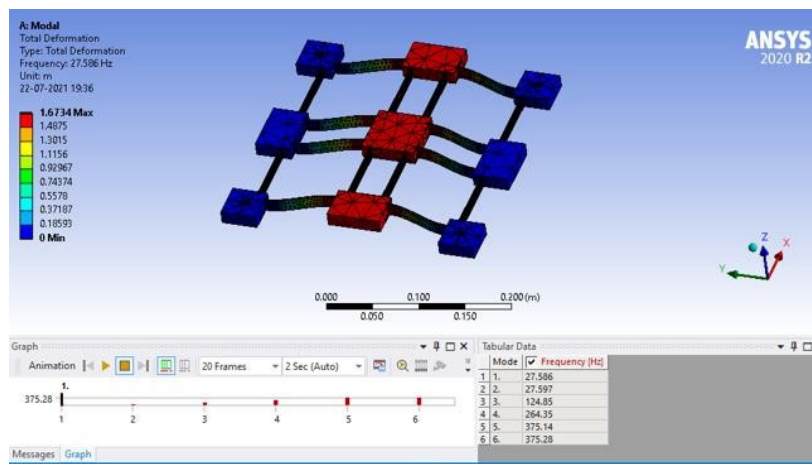 A: Modal
Total Deformation
Type: Total Deformation
Frequency: 27.586 Hz
Unit: m
22-07-2021 19:36
1.6734 Max
1.4875
1.3015
1.1156
0.92967
0.74374
0.5578
0.37187
0.18593
0 Min
ANSYS
2020 R2
Z
X
Y
0.000 0.100 0.200 (m)
0.050 0.150
Graph
Animation 20 Frames 2 Sec (Auto)
1.
375.28
1 2 3 4 5 6
Messages Graph
Tabular Data
Mode Frequency [Hz]
1 1. 27.586
2 2. 27.597
3 3. 124.85
4 4. 264.35
5 5. 375.14
6 6. 375.28